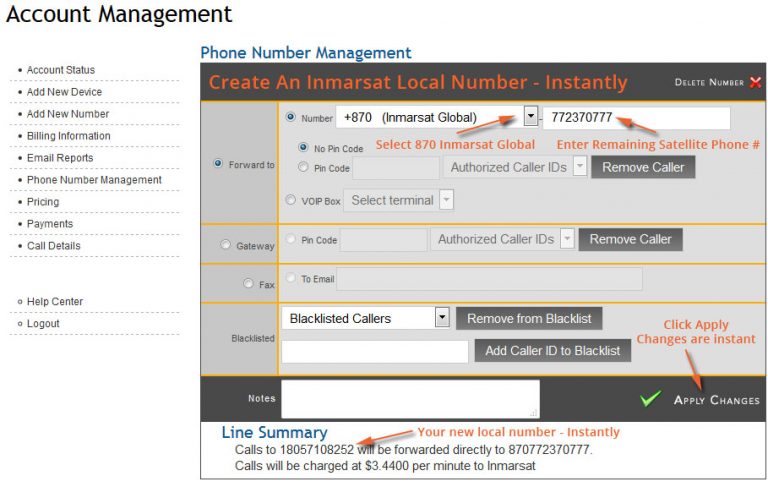 Account Management
Account Status
Add New Device
Add New Number
Billing Information
Email Reports
Phone Number Management
Pricing
Payments
Call Details
Help Center
Logout
Phone Number Management
Create An Inmarsat Local Number - Instantly
Delete Number
Number +870 (Inmarsat Global) - 772370777
Select 870 Inmarsat Global Enter Remaining Satellite Phone #
No Pin Code
Forward to Pin Code Authorized Caller IDs Remove Caller
VOIP Box Select terminal
Gateway Pin Code Authorized Caller IDs Remove Caller
Fax To Email
Blacklisted Callers Remove from Blacklist
Blacklisted
Add Caller ID to Blacklist
Click Apply
Changes are instant
Notes Apply Changes
Line Summary
Your new local number - Instantly
Calls to 18057108252 will be forwarded directly to 870772370777.
Calls will be charged at $3.4400 per minute to Inmarsat